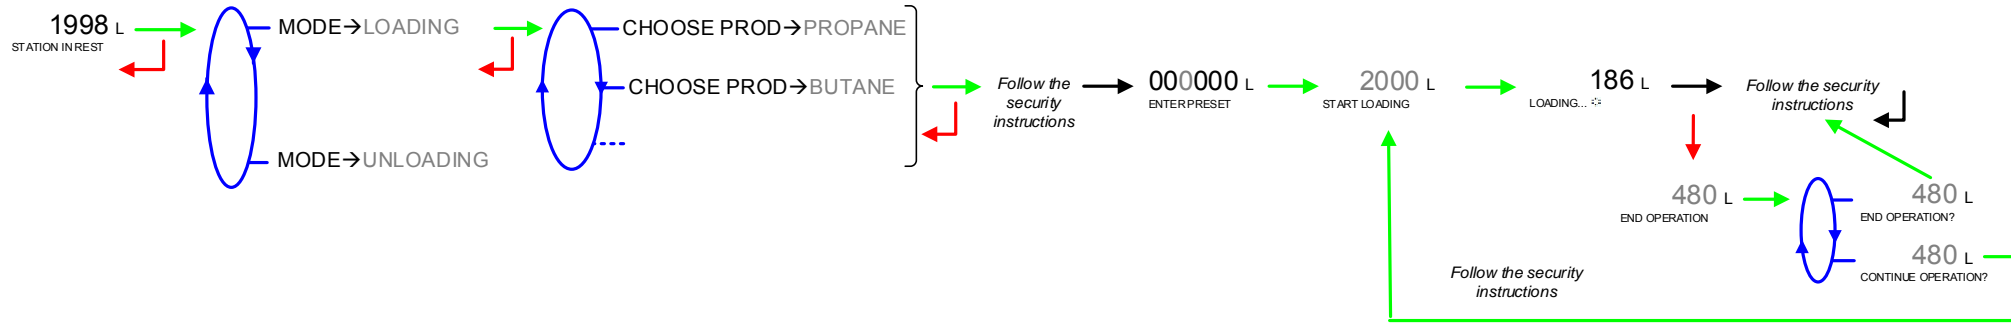 1998 L
STATION IN REST
MODE→LOADING
MODE→UNLOADING
CHOOSE PROD→PROPANE
CHOOSE PROD→BUTANE
Follow the
security
instructions
000000 L
ENTER PRESET
2000 L
START LOADING
186 L
LOADING...
Follow the security
instructions
480 L
END OPERATION
480 L
END OPERATION?
480 L
CONTINUE OPERATION?
Follow the security
instructions